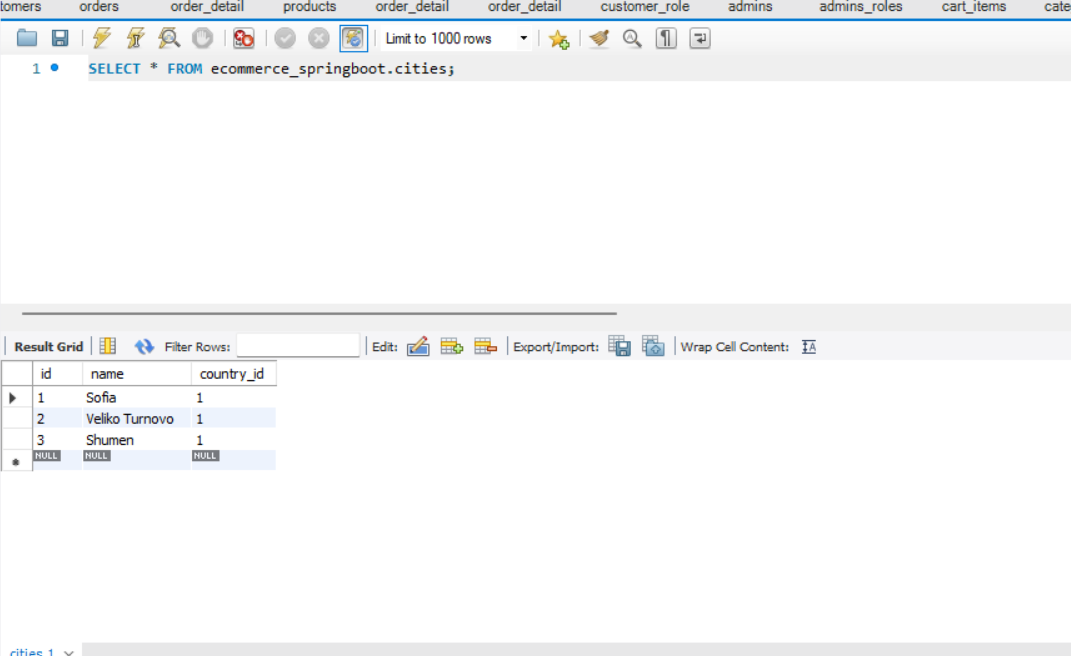 tomers orders order_detail products order_detail order_detail customer_role admins admins_roles cart_items cate
Limit to 1000 rows
1 SELECT * FROM ecommerce_springboot.cities;
Result Grid Filter Rows: Edit: Export/Import: Wrap Cell Content:
id name country_id
1 Sofia 1
2 Veliko Turnovo 1
3 Shumen 1
NULL NULL NULL
cities 1